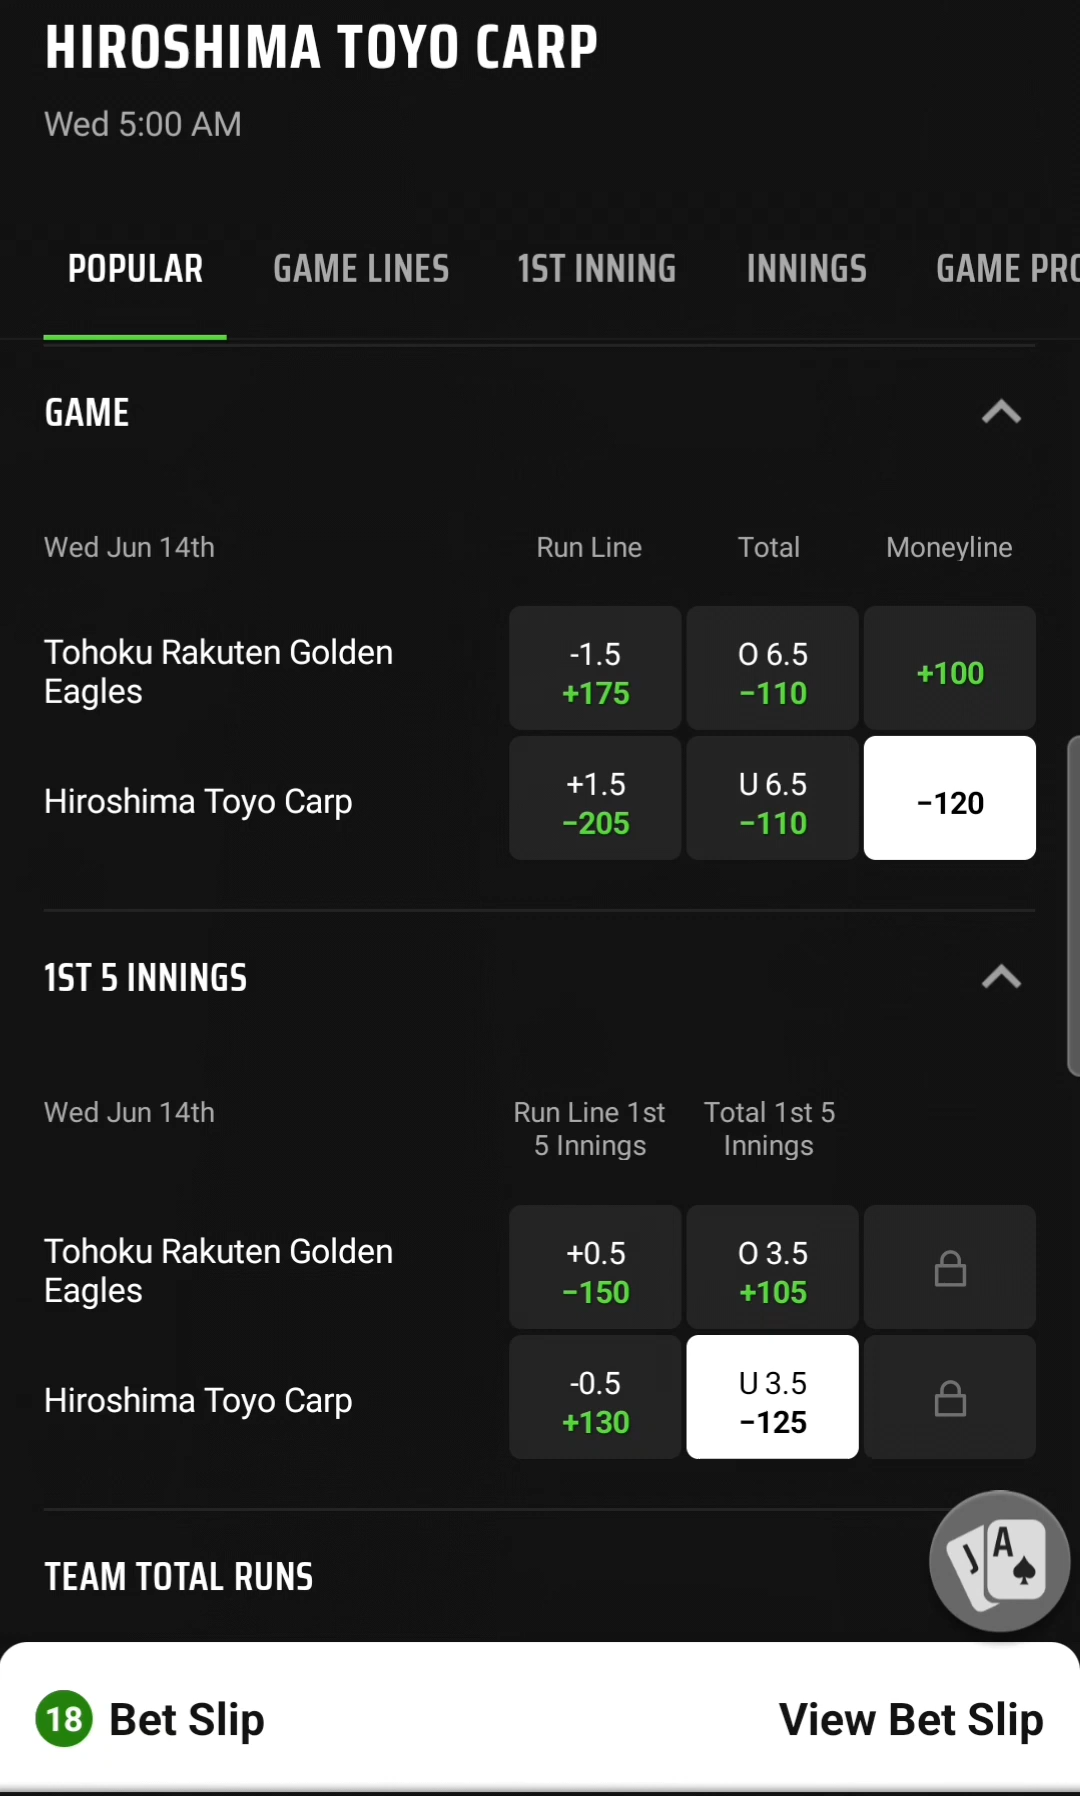 HIROSHIMA TOYO CARP
Wed 5:00 AM
POPULAR GAME LINES 1ST INNING INNINGS GAME PRO
GAME
Wed Jun 14th Run Line Total Moneyline
Tohoku Rakuten Golden
Eagles
-1.5 O 6.5
+175 −110 +100
Hiroshima Toyo Carp
+1.5 U 6.5
−205 −110 −120
1ST 5 INNINGS
Wed Jun 14th
Run Line 1st
5 Innings
Total 1st 5
Innings
Tohoku Rakuten Golden
Eagles
+0.5 O 3.5
−150 +105
Hiroshima Toyo Carp
-0.5 U 3.5
+130 −125
TEAM TOTAL RUNS
J A
18 Bet Slip View Bet Slip